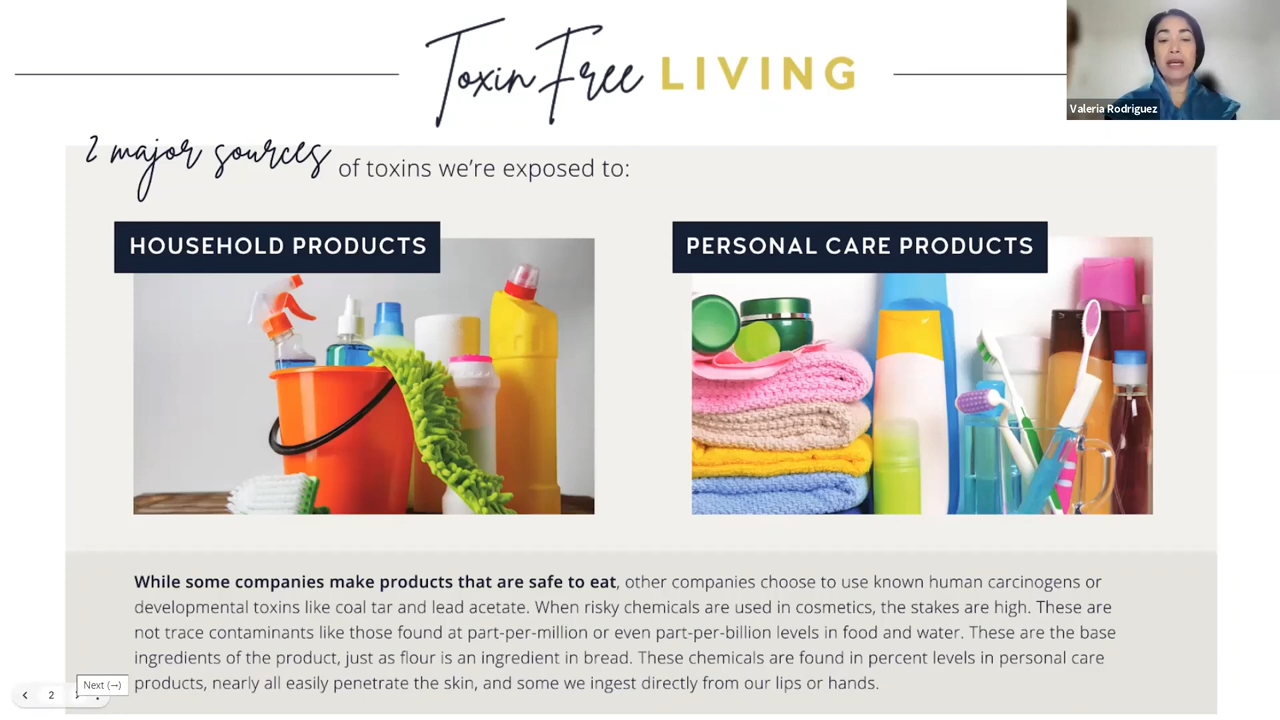 Toxin Free LIVING
Valeria Rodriguez
2 major sources of toxins we're exposed to:
HOUSEHOLD PRODUCTS
PERSONAL CARE PRODUCTS
While some companies make products that are safe to eat, other companies choose to use known human carcinogens or
developmental toxins like coal tar and lead acetate. When risky chemicals are used in cosmetics, the stakes are high. These are
not trace contaminants like those found at part-per-million or even part-per-billion levels in food and water. These are the base
ingredients of the product, just as flour is an ingredient in bread. These chemicals are found in percent levels in personal care
products, nearly all easily penetrate the skin, and some we ingest directly from our lips or hands.
2
Next (→)